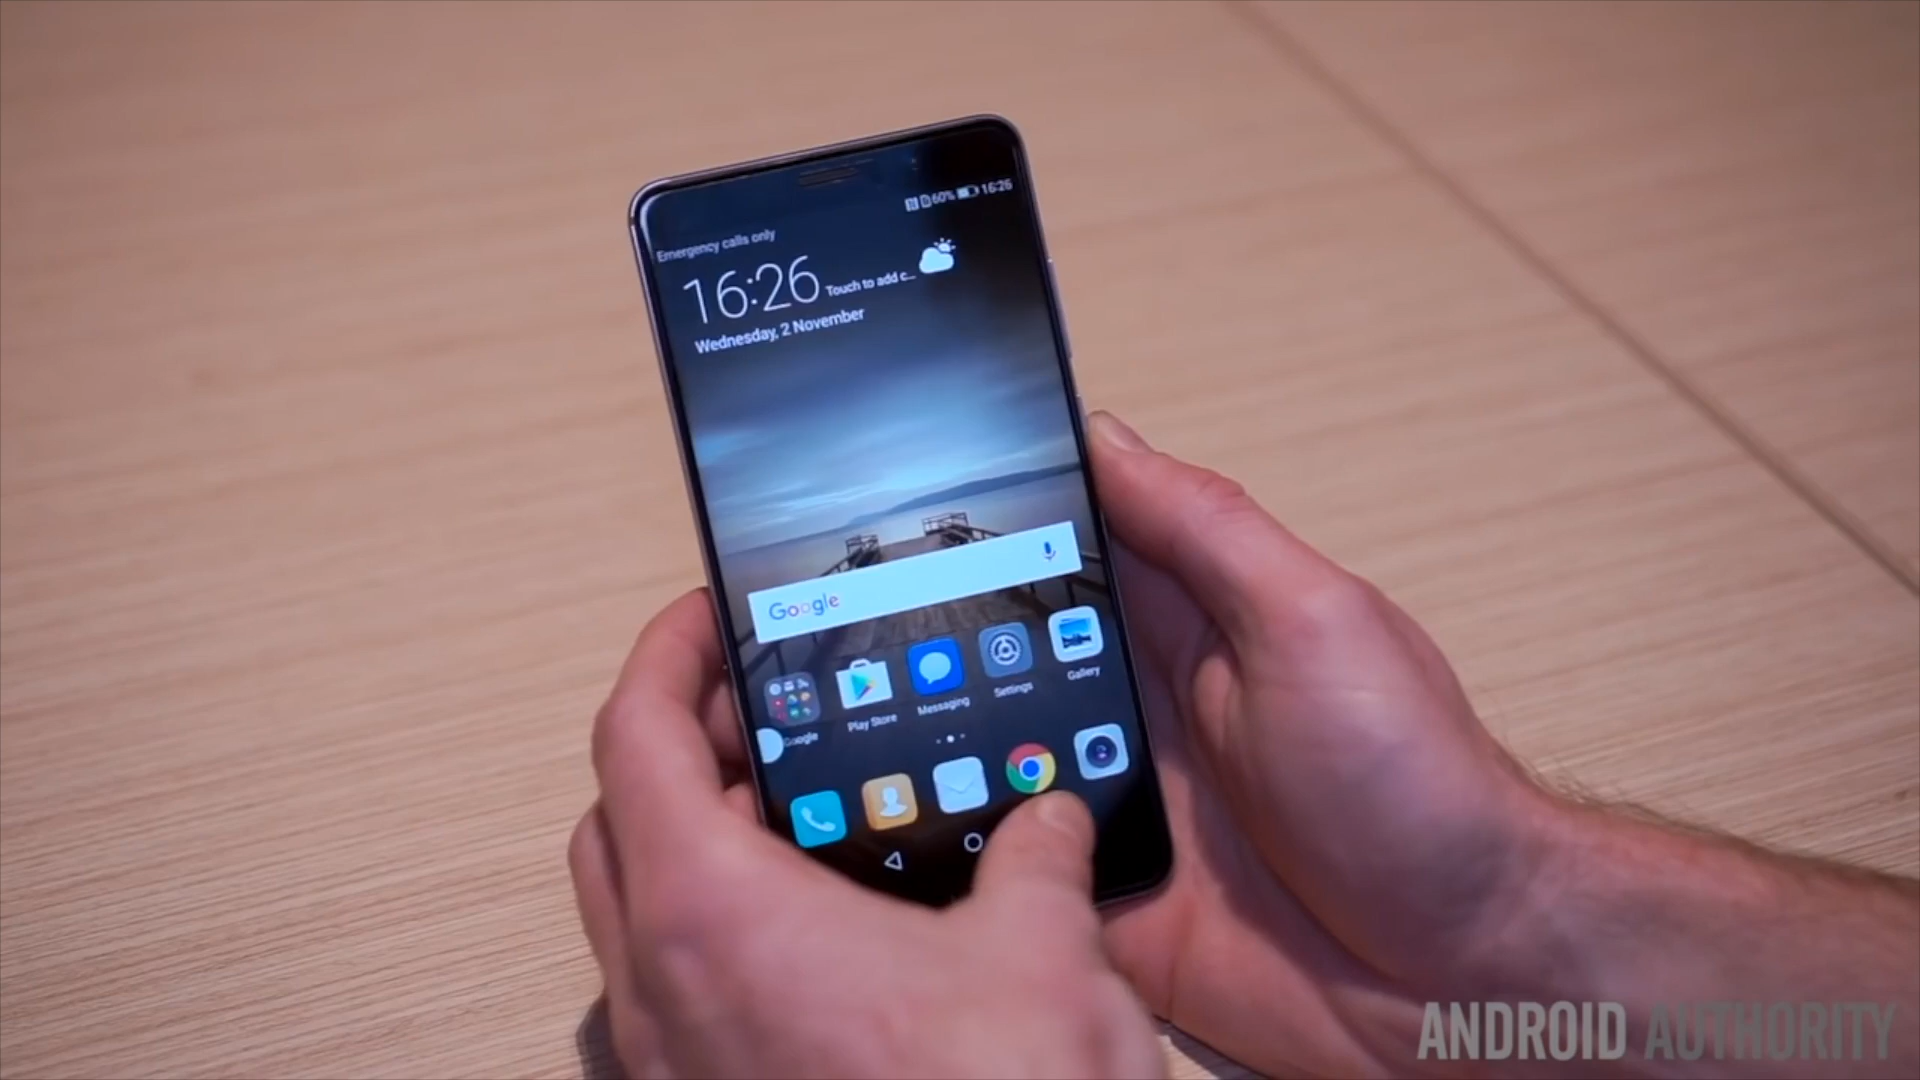 60% 16:26
Emergency calls only
16:26 Touch to add c...
Wednesday, 2 November
Google
Google
Play Store
Messaging
Settings
Gallery
ANDROID AUTHORITY